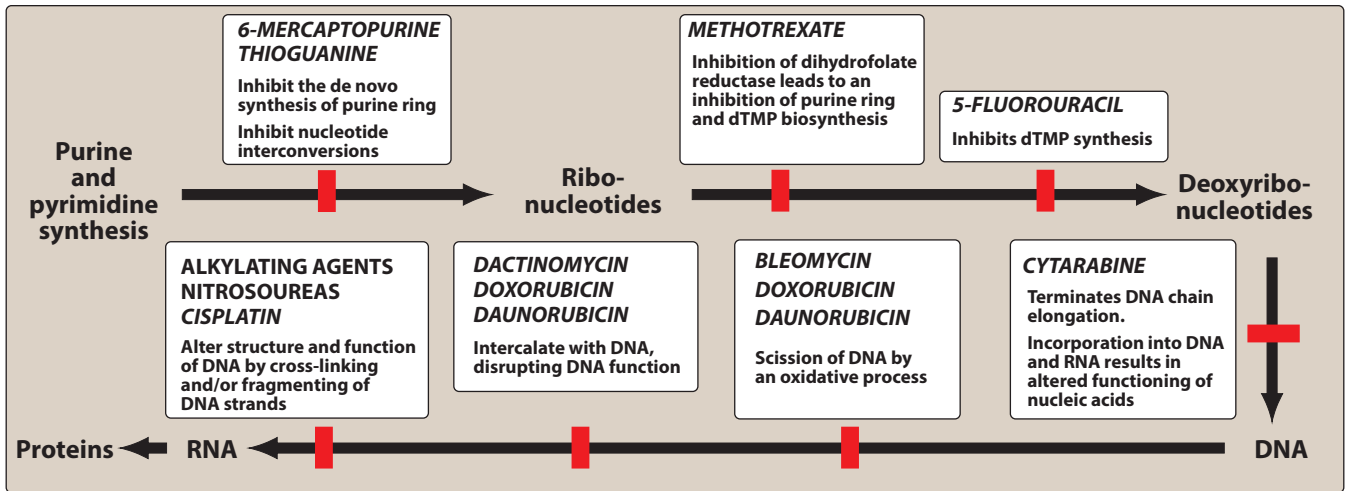 6-MERCAPTOPURINE
THIOGUANINE
Inhibit the de novo
synthesis of purine ring
Inhibit nucleotide
interconversions
METHOTREXATE
Inhibition of dihydrofolate
reductase leads to an
inhibition of purine ring
and dTMP biosynthesis
5-FLUOROURACIL
Inhibits dTMP synthesis
Purine
and
pyrimidine
synthesis
Ribo-
nucleotides
Deoxyribo-
nucleotides
ALKYLATING AGENTS
NITROSOUREAS
CISPLATIN
Alter structure and function
of DNA by cross-linking
and/or fragmenting of
DNA strands
DACTINOMYCIN
DOXORUBICIN
DAUNORUBICIN
Intercalate with DNA,
disrupting DNA function
BLEOMYCIN
DOXORUBICIN
DAUNORUBICIN
Scission of DNA by
an oxidative process
CYTARABINE
Terminates DNA chain
elongation.
Incorporation into DNA
and RNA results in
altered functioning of
nucleic acids
Proteins
RNA
DNA